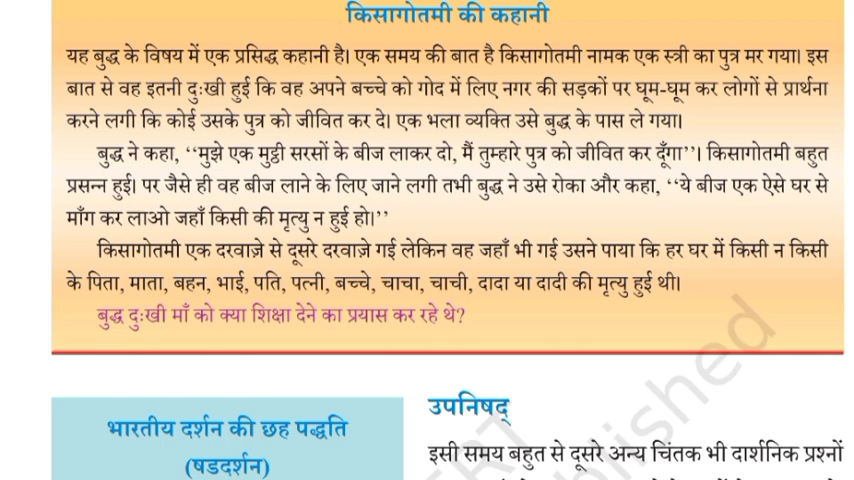 किसागोतमी की कहानी
यह बुद्ध के विषय में एक प्रसिद्ध कहानी है। एक समय की बात है किसागोतमी नामक एक स्त्री का पुत्र मर गया। इस
बात से वह इतनी दुःखी हुई कि वह अपने बच्चे को गोद में लिए नगर की सड़कों पर घूम-घूम कर लोगों से प्रार्थना
करने लगी कि कोई उसके पुत्र को जीवित कर दे। एक भला व्यक्ति उसे बुद्ध के पास ले गया।
बुद्ध ने कहा, ‘‘मुझे एक मुट्ठी सरसों के बीज लाकर दो, मैं तुम्हारे पुत्र को जीवित कर दूँगा’’। किसागोतमी बहुत
प्रसन्न हुई। पर जैसे ही वह बीज लाने के लिए जाने लगी तभी बुद्ध ने उसे रोका और कहा, ‘‘ये बीज एक ऐसे घर से
माँग कर लाओ जहाँ किसी की मृत्यु न हुई हो।’’
किसागोतमी एक दरवाज़े से दूसरे दरवाज़े गई लेकिन वह जहाँ भी गई उसने पाया कि हर घर में किसी न किसी
के पिता, माता, बहन, भाई, पति, पत्नी, बच्चे, चाचा, चाची, दादा या दादी की मृत्यु हुई थी।
बुद्ध दुःखी माँ को क्या शिक्षा देने का प्रयास कर रहे थे?
भारतीय दर्शन की छह पद्धति
(षडदर्शन)
उपनिषद्
इसी समय बहुत से दूसरे अन्य चिंतक भी दार्शनिक प्रश्नों